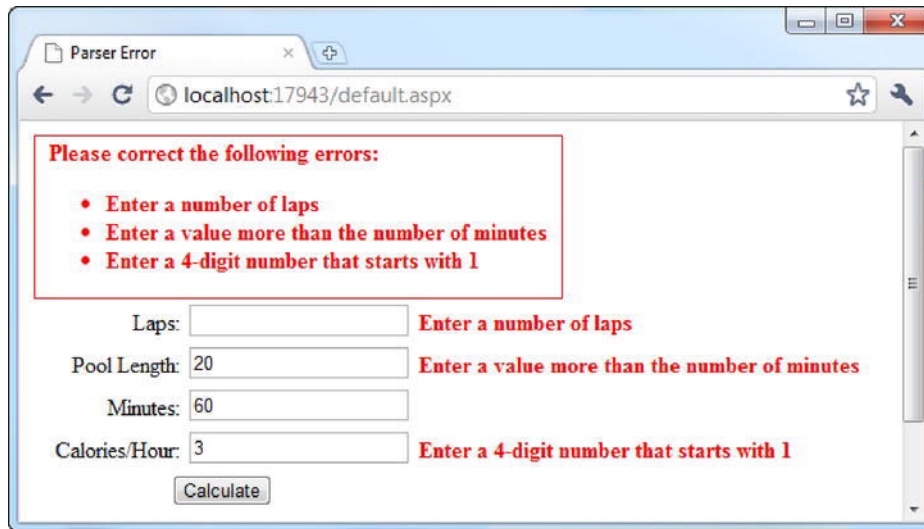 Parser Error
localhost:17943/default.aspx
Please correct the following errors:
• Enter a number of laps
• Enter a value more than the number of minutes
• Enter a 4-digit number that starts with 1
Laps: Enter a number of laps
Pool Length: 20 Enter a value more than the number of minutes
Minutes: 60
Calories/Hour: 3 Enter a 4-digit number that starts with 1
Calculate